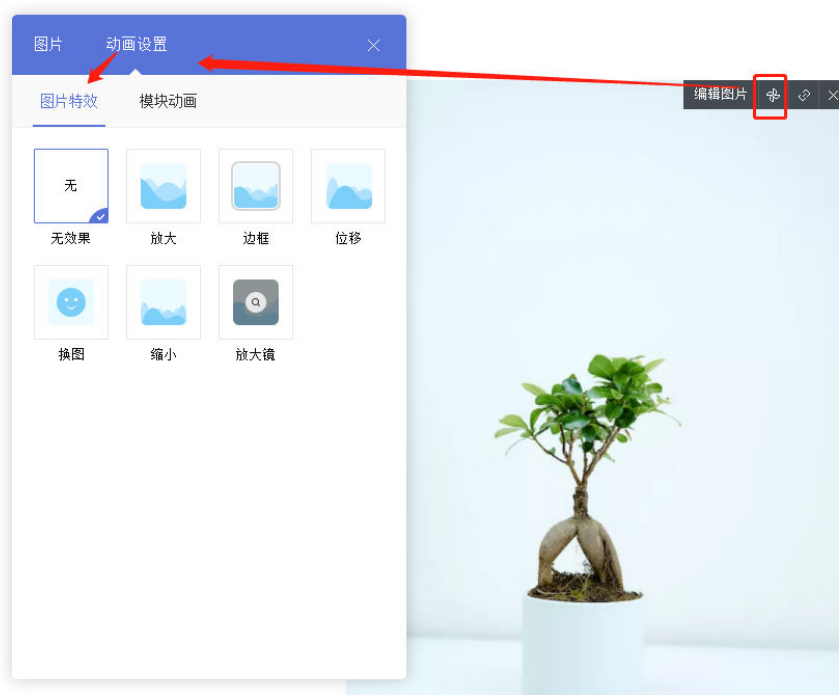 图片 动画设置
编辑图片
图片特效 模块动画
无
无效果 放大 边框 位移
换图 缩小 放大镜